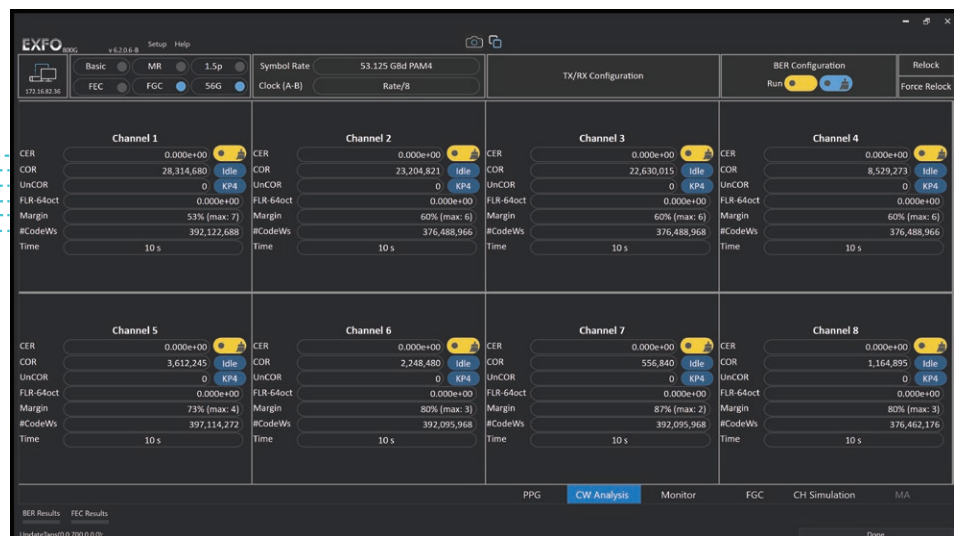 EXFO 800G v 6.2.0.6-B Setup Help
172.16.82.36
Basic MR 1.5p
FEC FGC 56G
Symbol Rate 53.125 GBd PAM4
Clock (A-B) Rate/8
TX/RX Configuration
BER Configuration
Run
Relock
Force Relock
Channel 1
CER 0.000e+00
COR 28,314,680 Idle
UnCOR 0 KP4
FLR-64oct 0.000e+00
Margin 53% (max: 7)
#CodeWs 392,122,688
Time 10 s
Channel 2
CER 0.000e+00
COR 23,204,821 Idle
UnCOR 0 KP4
FLR-64oct 0.000e+00
Margin 60% (max: 6)
#CodeWs 376,488,966
Time 10 s
Channel 3
CER 0.000e+00
COR 22,630,015 Idle
UnCOR 0 KP4
FLR-64oct 0.000e+00
Margin 60% (max: 6)
#CodeWs 376,488,968
Time 10 s
Channel 4
CER 0.000e+00
COR 8,529,273 Idle
UnCOR 0 KP4
FLR-64oct 0.000e+00
Margin 60% (max: 6)
#CodeWs 376,488,966
Time 10 s
Channel 5
CER 0.000e+00
COR 3,612,245 Idle
UnCOR 0 KP4
FLR-64oct 0.000e+00
Margin 73% (max: 4)
#CodeWs 397,114,272
Time 10 s
Channel 6
CER 0.000e+00
COR 2,248,480 Idle
UnCOR 0 KP4
FLR-64oct 0.000e+00
Margin 80% (max: 3)
#CodeWs 392,095,968
Time 10 s
Channel 7
CER 0.000e+00
COR 556,840 Idle
UnCOR 0 KP4
FLR-64oct 0.000e+00
Margin 87% (max: 2)
#CodeWs 392,095,968
Time 10 s
Channel 8
CER 0.000e+00
COR 1,164,895 Idle
UnCOR 0 KP4
FLR-64oct 0.000e+00
Margin 80% (max: 3)
#CodeWs 376,462,176
Time 10 s
PPG CW Analysis Monitor FGC CH Simulation MA
BER Results FEC Results
UpdateTaps(0,0,700,0,0,0); Done